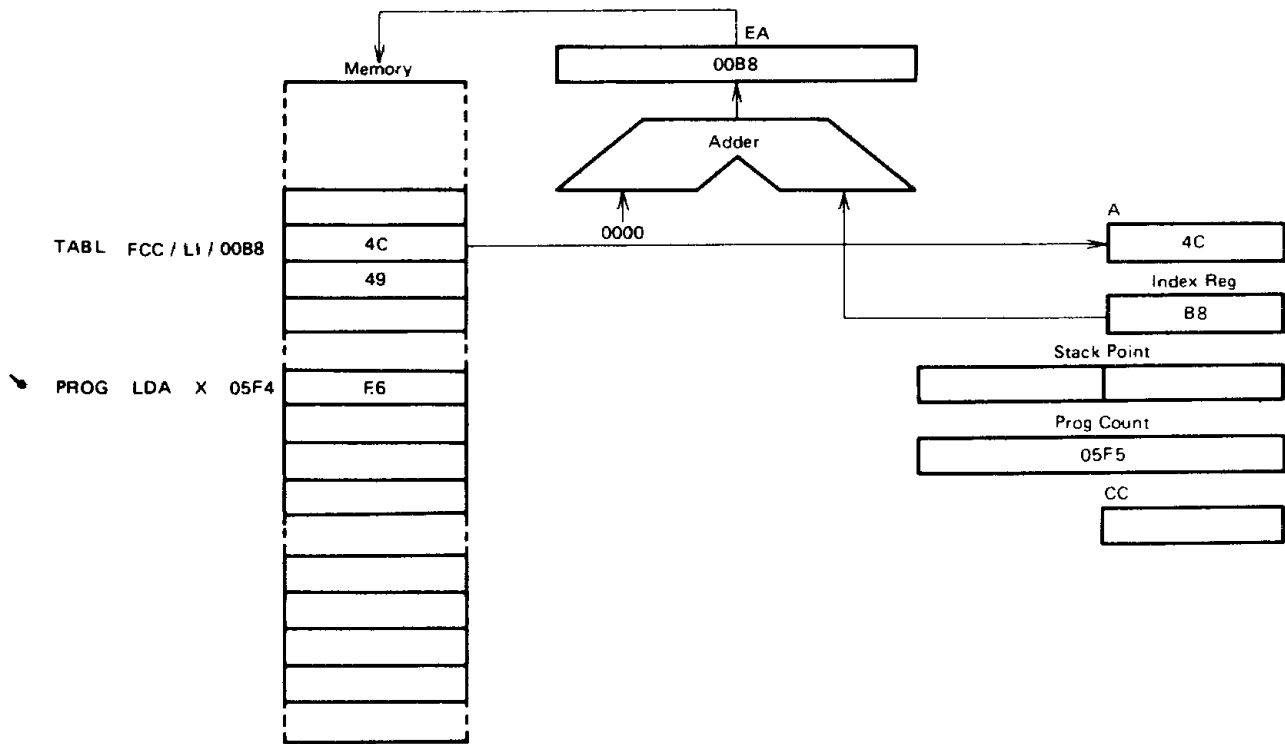 EA
00B8
Memory
Adder
0000
A
TABL FCC / LI / 00B8
4C
4C
49
Index Reg
B8
Stack Point
PROG LDA X 05F4
F6
Prog Count
05F5
CC